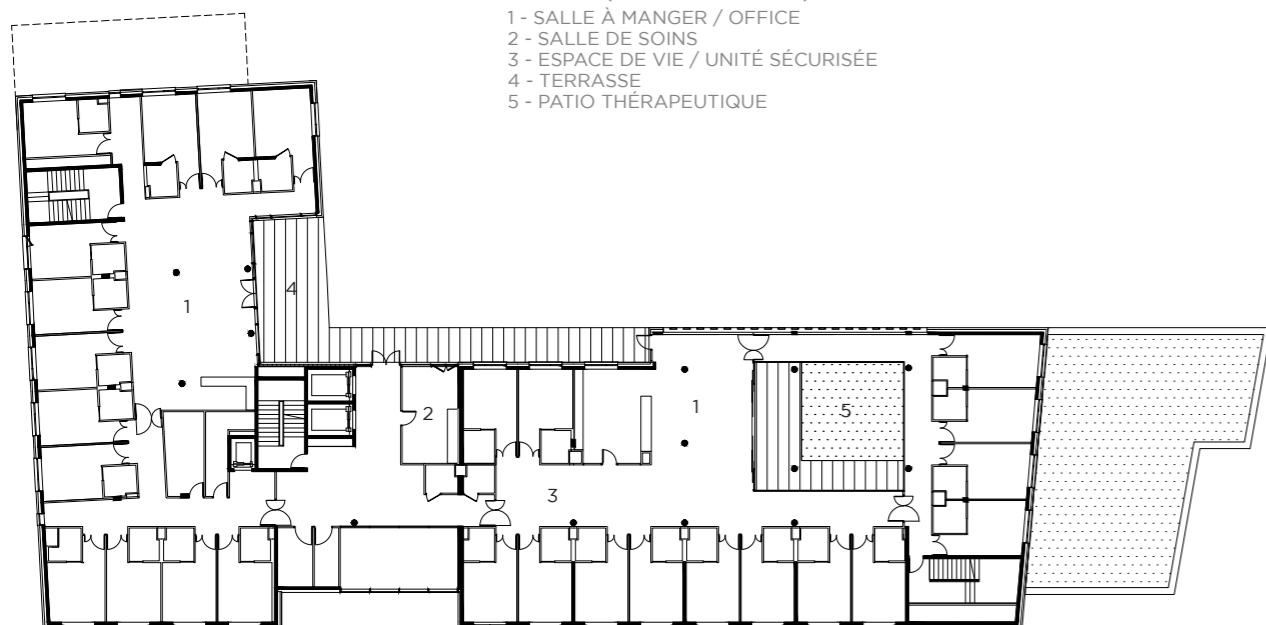 1 - SALLE À MANGER / OFFICE
2 - SALLE DE SOINS
3 - ESPACE DE VIE / UNITÉ SÉCURISÉE
4 - TERRASSE
5 - PATIO THÉRAPEUTIQUE
4
1
5
2
1
3